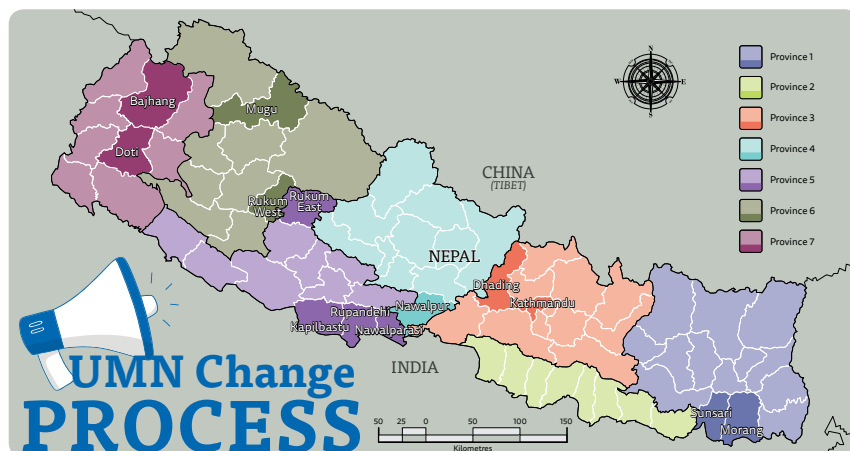 N
W E
S
Province 1
Province 2
Province 3
Province 4
Province 5
Province 6
Province 7
Bajhang
Mugu
Doti
CHINA
(TIBET)
Rukum
West
Rukum
East
NEPAL
Dhading
Kathmandu
Nawalpur
Rupandehi
Kapilbastu
Nawalparasi
INDIA
Sunsari
Morang
UMN Change
PROCESS
50 25 0 50 100 150
Kilometres